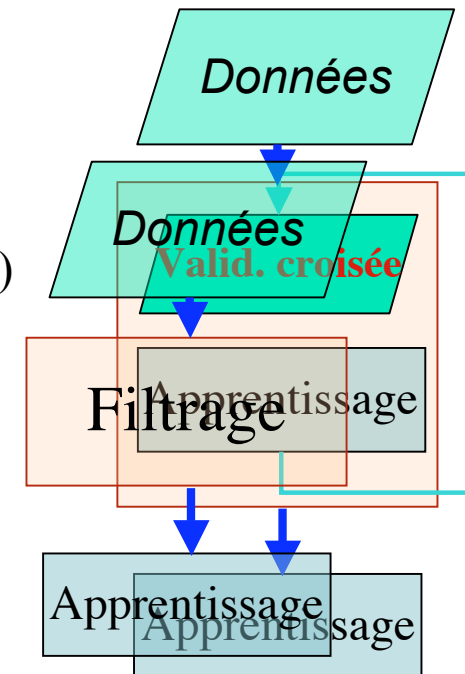 Données
Données
)
Valid. croisée
Apprentissage
Filtrage
Apprentissage
Apprentissage